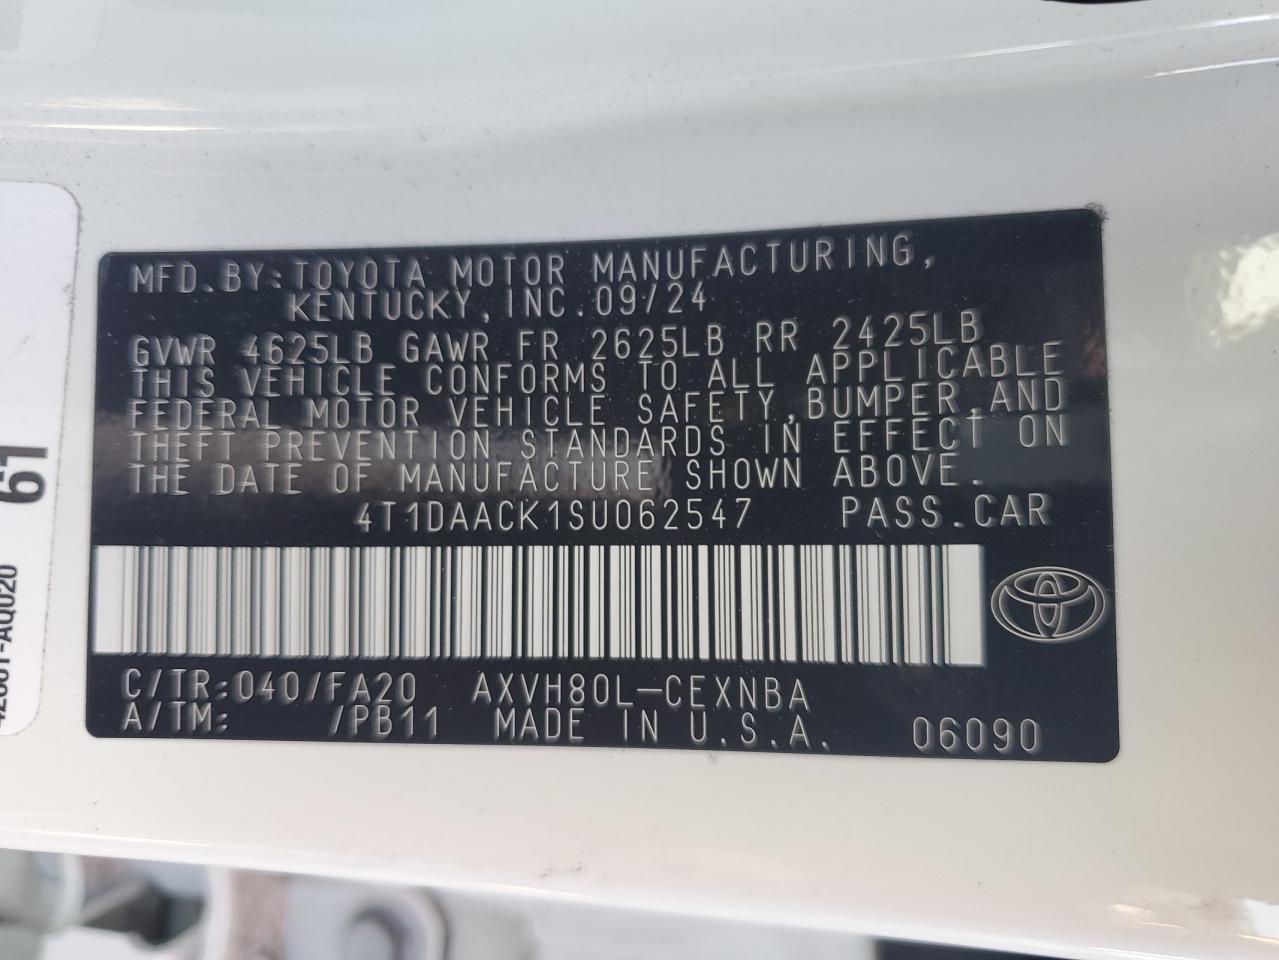 MFD.BY:TOYOTA MOTOR MANUFACTURING,
KENTUCKY,INC.09/24
GVWR 4625LB GAWR FR 2625LB RR 2425LB
THIS VEHICLE CONFORMS TO ALL APPLICABLE
FEDERAL MOTOR VEHICLE SAFETY,BUMPER,AND
THEFT PREVENTION STANDARDS IN EFFECT ON
THE DATE OF MANUFACTURE SHOWN ABOVE.
4T1DAACK1SU062547 PASS.CAR
C/TR:040/FA20 AXVH80L-CEXNBA
A/TM: /PB11 MADE IN U.S.A. 06090